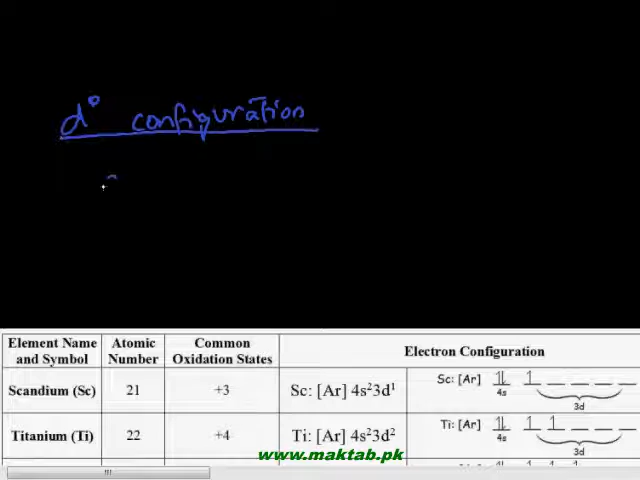 d⁰ configuration
Element Name and Symbol
Atomic Number
Common Oxidation States
Electron Configuration
Scandium (Sc) 21 +3 Sc: [Ar] 4s²3d¹ Sc: [Ar] 4s 3d
Titanium (Ti) 22 +4 Ti: [Ar] 4s²3d² Ti: [Ar] 4s 3d
www.maktab.pk